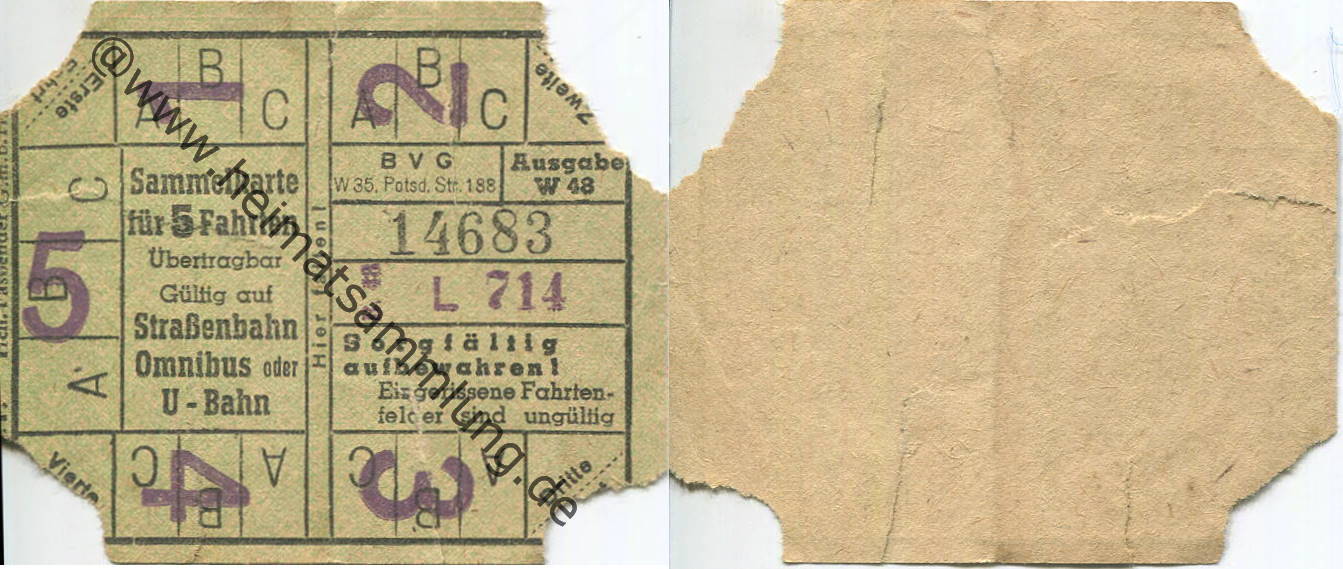 Erste
1
A B C
2
A B C
Zweite
Sammelkarte
für 5 Fahrten
Übertragbar
Gültig auf
Straßenbahn
Omnibus oder
U - Bahn
B V G
W 35, Potsd. Str. 188
Ausgabe
W 48
14683
L 714
Sorgfältig
aufbewahren!
Eingerissene Fahrten-
felder sind ungültig
5
A B C
Hier
Vierte
4
A B C
3
A B C
Dritte
@www.heimatsammlung.de